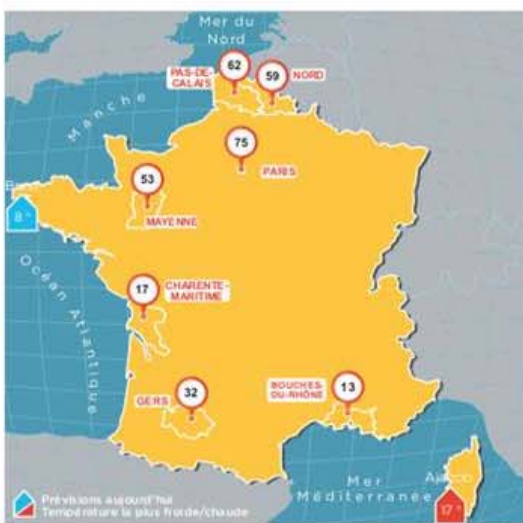 Mer du
Nord
62
PAS-DE-
CALAIS
59
NORD
Manche
75
PARIS
53
MAYENNE
8°
Océan Atlantique
17
CHARENTE-
MARITIME
32
GERS
BOUCHES-
DU-RHÔNE
13
Mer
Méditerranée
17°
Prévisions aujourd'hui
Température la plus froide/chaude